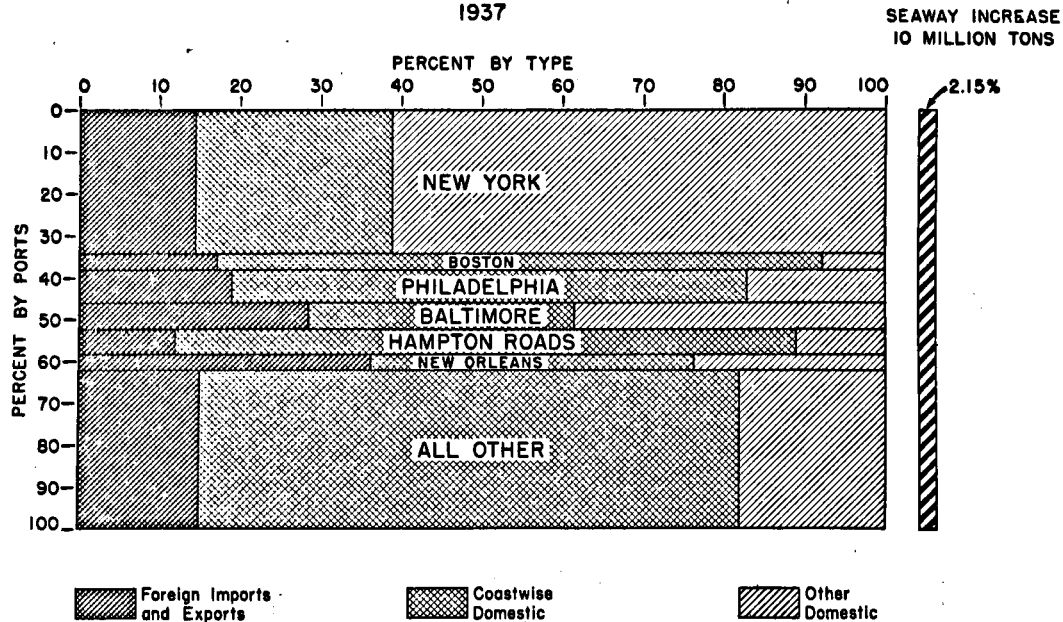 1937
SEAWAY INCREASE
10 MILLION TONS
PERCENT BY TYPE
0 10 20 30 40 50 60 70 80 90 100
2.15%
PERCENT BY PORTS
0
10
20
30
40
50
60
70
80
90
100
NEW YORK
BOSTON
PHILADELPHIA
BALTIMORE
HAMPTON ROADS
NEW ORLEANS
ALL OTHER
Foreign Imports
and Exports
Coastwise
Domestic
Other
Domestic